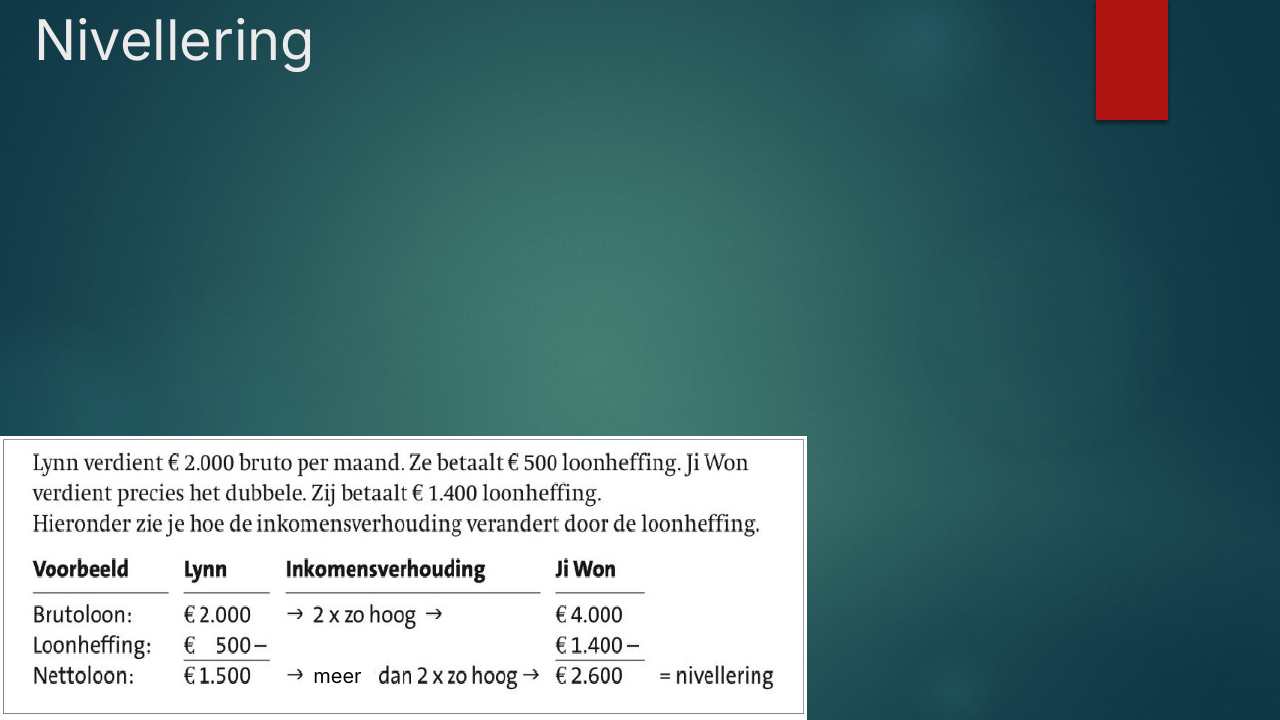 Nivellering
Lynn verdient € 2.000 bruto per maand. Ze betaalt € 500 loonheffing. Ji Won
verdient precies het dubbele. Zij betaalt € 1.400 loonheffing.
Hieronder zie je hoe de inkomensverhouding verandert door de loonheffing.
Voorbeeld Lynn Inkomensverhouding Ji Won
Brutoloon: € 2.000 → 2 x zo hoog → € 4.000
Loonheffing: € 500 – € 1.400 –
Nettoloon: € 1.500 → meer dan 2 x zo hoog → € 2.600 = nivellering